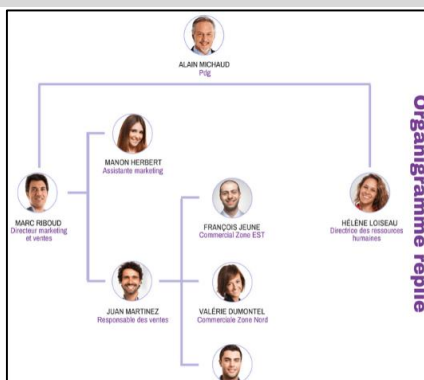 ALAIN MICHAUD
Pdg
Organigramme replié
MANON HERBERT
Assistante marketing
MARC RIBOUD
Directeur marketing
et ventes
FRANÇOIS JEUNE
Commercial Zone EST
HÉLÈNE LOISEAU
Directrice des ressources
humaines
JUAN MARTINEZ
Responsable des ventes
VALÉRIE DUMONTEL
Commerciale Zone Nord